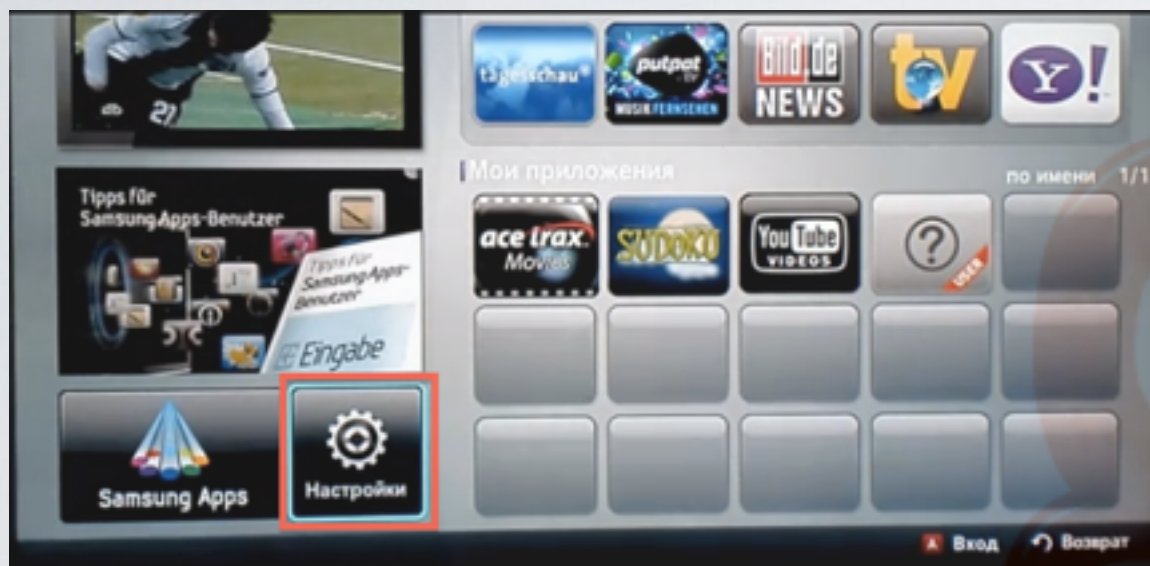 21
tagesschau
putpat
.tv
MUSIK FERNSEHEN
Bild.de
NEWS
tv
Y!
Мои приложения
по имени 1/1
Tipps für
Samsung Apps-Benutzer
Tipps für
Samsung Apps-
Benutzer
Eingabe
ace trax.
Movies
SUDOKU
You Tube
VIDEOS
?
USER
Samsung Apps
Настройки
A Вход
Возврат